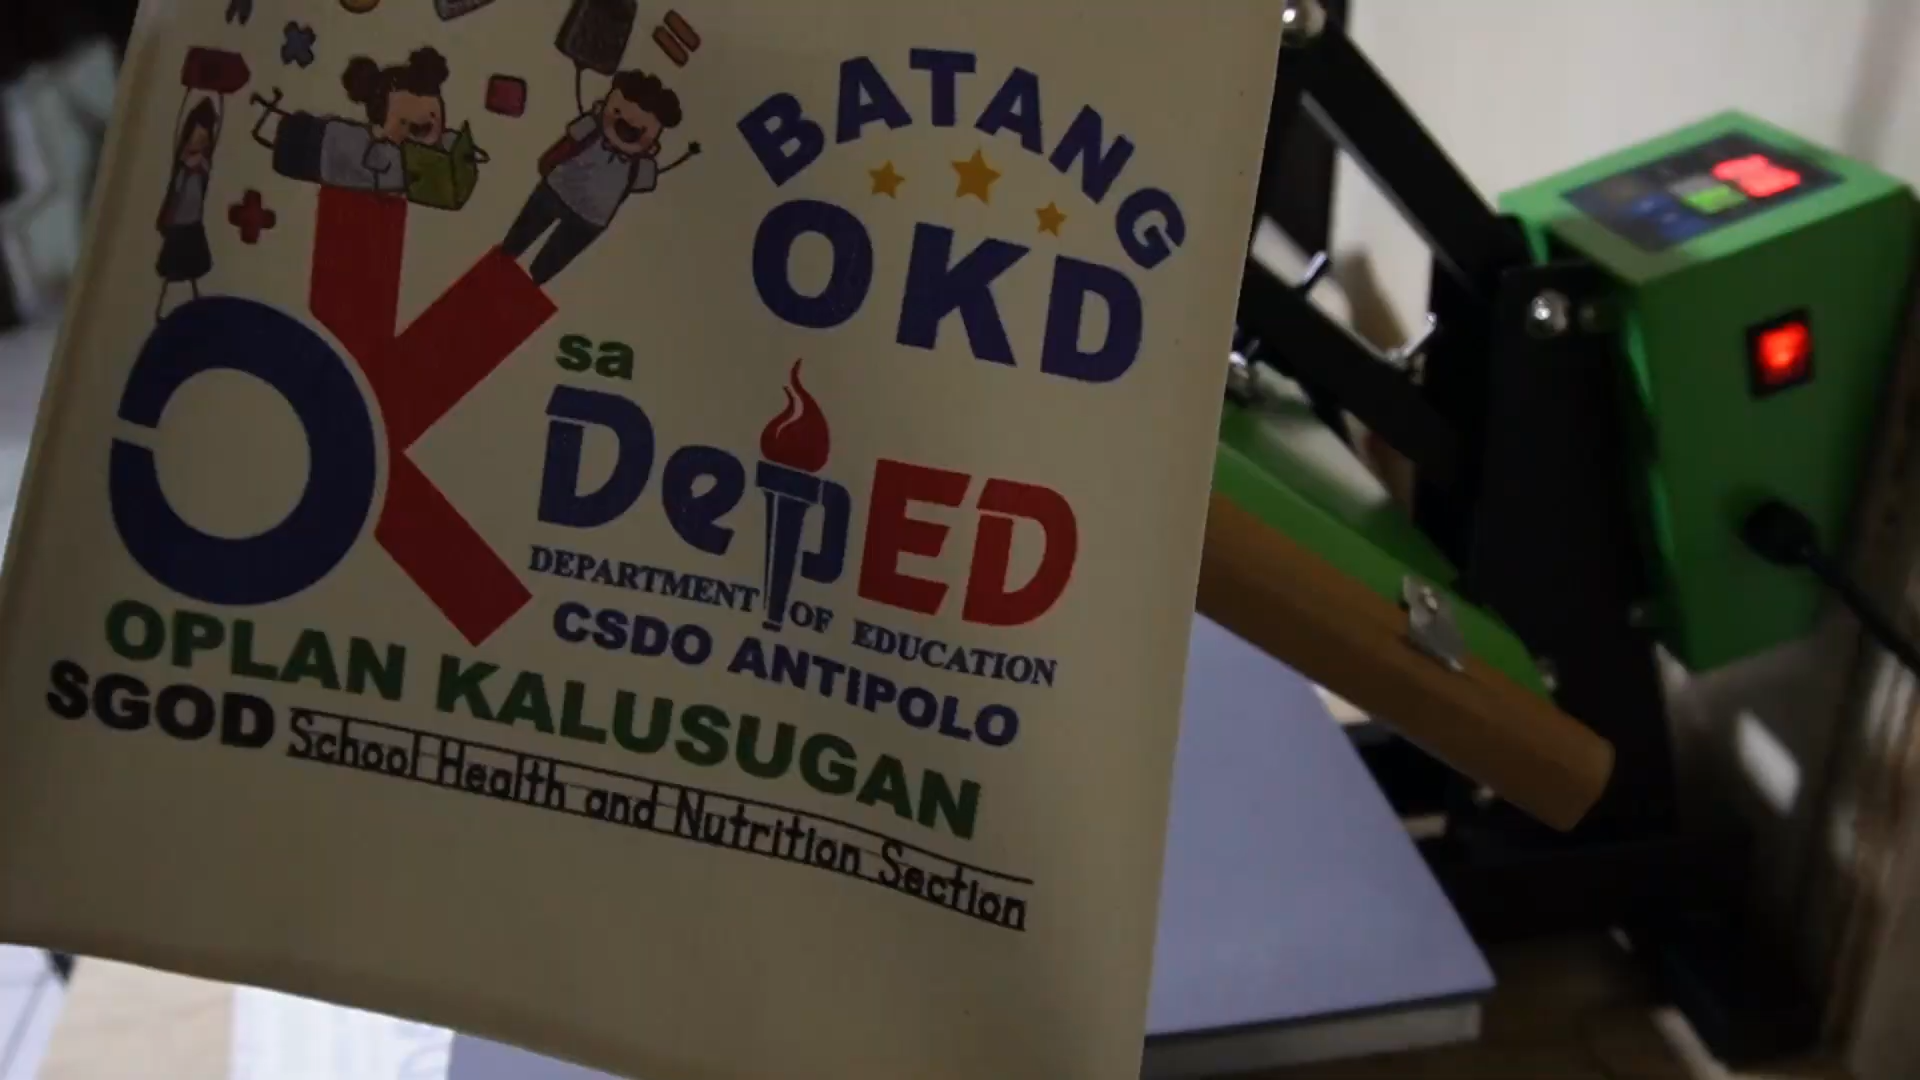 BATANG
OKD
OK
sa
DepED
DEPARTMENT OF EDUCATION
CSDO ANTIPOLO
OPLAN KALUSUGAN
SGOD School Health and Nutrition Section